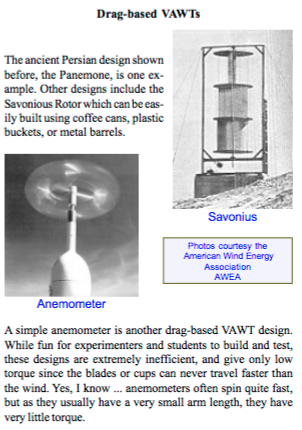 Drag-based VAWTs
The ancient Persian design shown
before, the Panemone, is one ex-
ample. Other designs include the
Savonious Rotor which can be eas-
ily built using coffee cans, plastic
buckets, or metal barrels.
Savonius
Photos courtesy the
American Wind Energy
Association
AWEA
Anemometer
A simple anemometer is another drag-based VAWT design.
While fun for experimenters and students to build and test,
these designs are extremely inefficient, and give only low
torque since the blades or cups can never travel faster than
the wind. Yes, I know ... anemometers often spin quite fast,
but as they usually have a very small arm length, they have
very little torque.